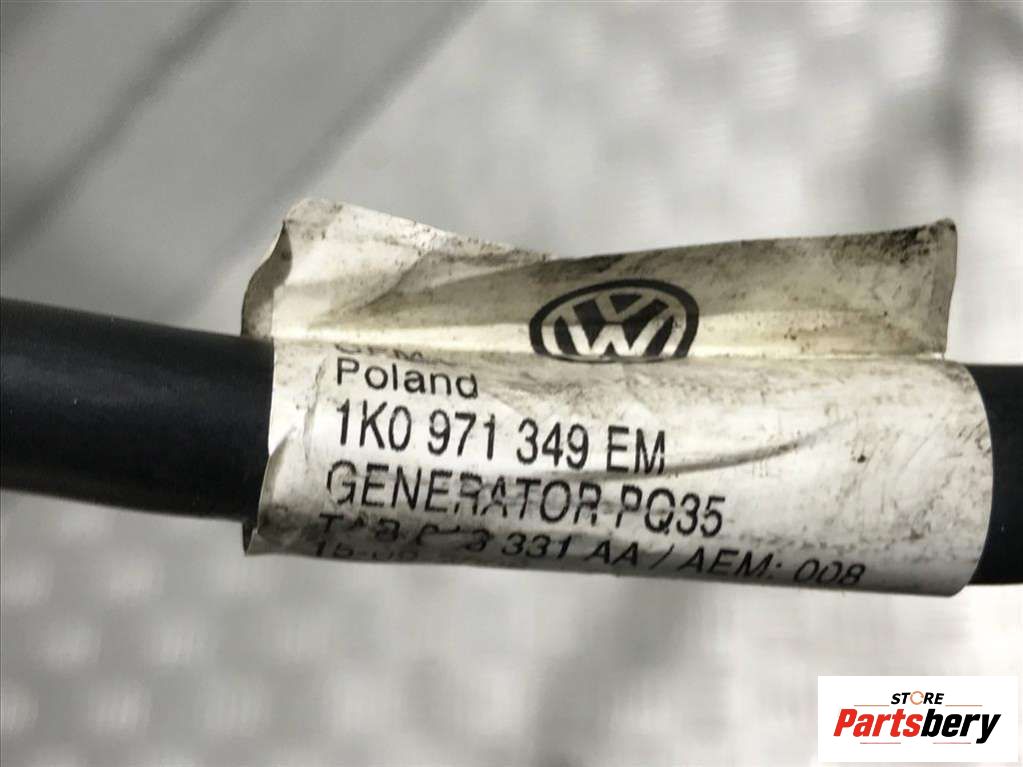 Poland
1K0 971 349 EM
GENERATOR PQ35
331 AA / AEM: 008
STORE
Partsbery